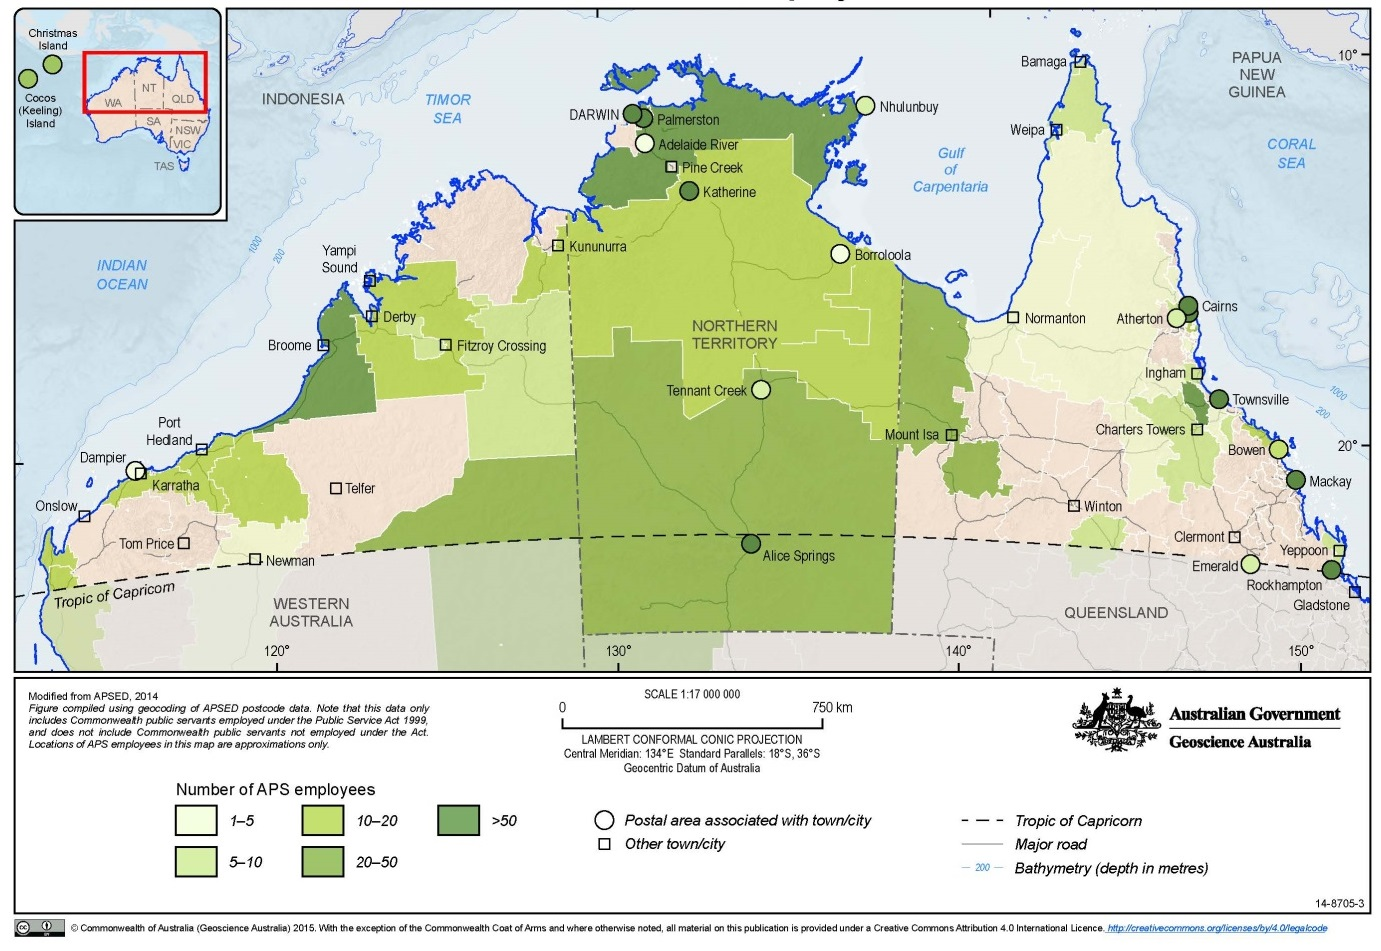 Christmas
Island
Cocos
(Keeling)
Island
WA
NT
QLD
SA
NSW
VIC
TAS
INDONESIA
TIMOR
SEA
PAPUA
NEW
GUINEA
10°
Bamaga
Weipa
Gulf
of
Carpentaria
CORAL
SEA
DARWIN
Palmerston
Nhulunbuy
Adelaide River
Pine Creek
Katherine
INDIAN
OCEAN
1000
200
Yampi
Sound
Kununurra
Borroloola
Derby
Broome
Fitzroy Crossing
NORTHERN
TERRITORY
Normanton
Atherton
Cairns
Ingham
Tennant Creek
Townsville
1000
200
Port
Hedland
Mount Isa
Charters Towers
Bowen
20°
Dampier
Karratha
Telfer
Mackay
Onslow
Winton
Tom Price
Clermont
Newman
Alice Springs
Yeppoon
Emerald
Rockhampton
Gladstone
Tropic of Capricorn
WESTERN
AUSTRALIA
QUEENSLAND
120°
130°
140°
150°
Modified from APSED, 2014
Figure compiled using geocoding of APSED postcode data. Note that this data only
includes Commonwealth public servants employed under the Public Service Act 1999,
and does not include Commonwealth public servants not employed under the Act.
Locations of APS employees in this map are approximations only.
SCALE 1:17 000 000
0
750 km
LAMBERT CONFORMAL CONIC PROJECTION
Central Meridian: 134°E Standard Parallels: 18°S, 36°S
Geocentric Datum of Australia
Australian Government
Geoscience Australia
Number of APS employees
1–5
10–20
>50
5–10
20–50
Postal area associated with town/city
Other town/city
Tropic of Capricorn
Major road
200
Bathymetry (depth in metres)
14-8705-3
© Commonwealth of Australia (Geoscience Australia) 2015. With the exception of the Commonwealth Coat of Arms and where otherwise noted, all material on this publication is provided under a Creative Commons Attribution 4.0 International Licence. http://creativecommons.org/licenses/by/4.0/legalcode